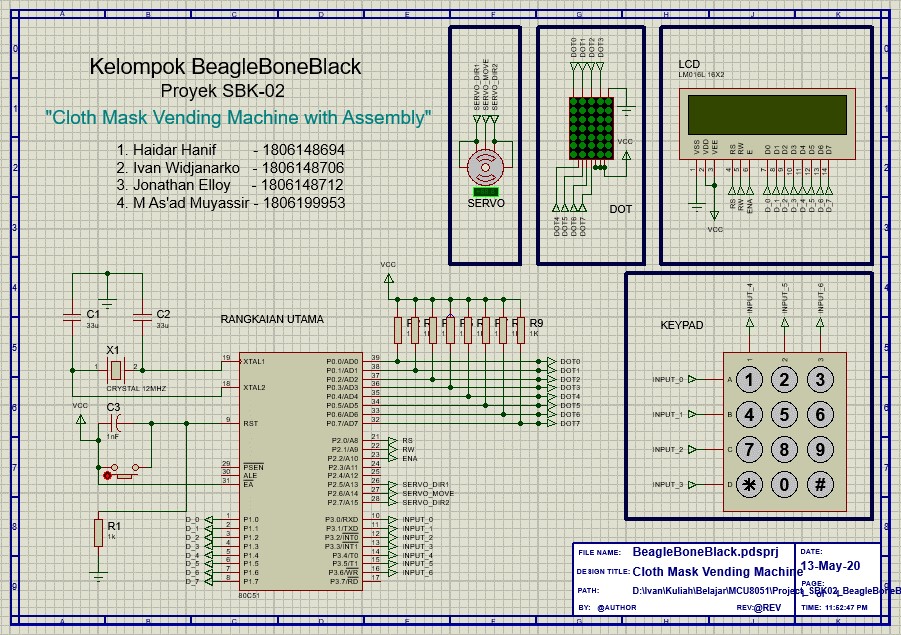 A B C D E F G H J K
Kelompok BeagleBoneBlack
Proyek SBK-02
"Cloth Mask Vending Machine with Assembly"
1. Haidar Hanif - 1806148694
2. Ivan Widjanarko - 1806148706
3. Jonathan Elloy - 1806148712
4. M As'ad Muyassir - 1806199953
SERVO_DIR1
SERVO_MOVE
SERVO_DIR2
SERVO
DOT0
DOT1
DOT2
DOT3
VCC
DOT4
DOT5
DOT6
DOT7
DOT
LCD
LM016L 16X2
VSS VDD VEE RS RW E D0 D1 D2 D3 D4 D5 D6 D7
1 2 3 4 5 6 7 8 9 10 11 12 13 14
RS RW ENA D_0 D_1 D_2 D_3 D_4 D_5 D_6 D_7
VCC
C1
33u
C2
33u
X1
1 2
CRYSTAL 12MHZ
VCC
C3
1nF
R1
1k
RANGKAIAN UTAMA
VCC
R9
1K
19 XTAL1
18 XTAL2
9 RST
29 PSEN
30 ALE
31 EA
D_0 1 P1.0
D_1 2 P1.1
D_2 3 P1.2
D_3 4 P1.3
D_4 5 P1.4
D_5 6 P1.5
D_6 7 P1.6
D_7 8 P1.7
80C51
P0.0/AD0 39 DOT0
P0.1/AD1 38 DOT1
P0.2/AD2 37 DOT2
P0.3/AD3 36 DOT3
P0.4/AD4 35 DOT4
P0.5/AD5 34 DOT5
P0.6/AD6 33 DOT6
P0.7/AD7 32 DOT7
P2.0/A8 21 RS
P2.1/A9 22 RW
P2.2/A10 23 ENA
P2.3/A11 24
P2.4/A12 25
P2.5/A13 26 SERVO_DIR1
P2.6/A14 27 SERVO_MOVE
P2.7/A15 28 SERVO_DIR2
P3.0/RXD 10 INPUT_0
P3.1/TXD 11 INPUT_1
P3.2/INT0 12 INPUT_2
P3.3/INT1 13 INPUT_3
P3.4/T0 14 INPUT_4
P3.5/T1 15 INPUT_5
P3.6/WR 16 INPUT_6
P3.7/RD 17
KEYPAD
INPUT_4 INPUT_5 INPUT_6
1 2 3
INPUT_0 A 1 2 3
INPUT_1 B 4 5 6
INPUT_2 C 7 8 9
INPUT_3 D * 0 #
FILE NAME: BeagleBoneBlack.pdsprj
DESIGN TITLE: Cloth Mask Vending Machine
PATH: D:\Ivan\Kuliah\Belajar\MCU8051\Project_SBK02_BeagleBoneB
BY: @AUTHOR REV:@REV
DATE:
13-May-20
PAGE:
TIME: 11:52:47 PM
0 1 2 3 4 5 6 7 8 9
A B C D E F G H J K